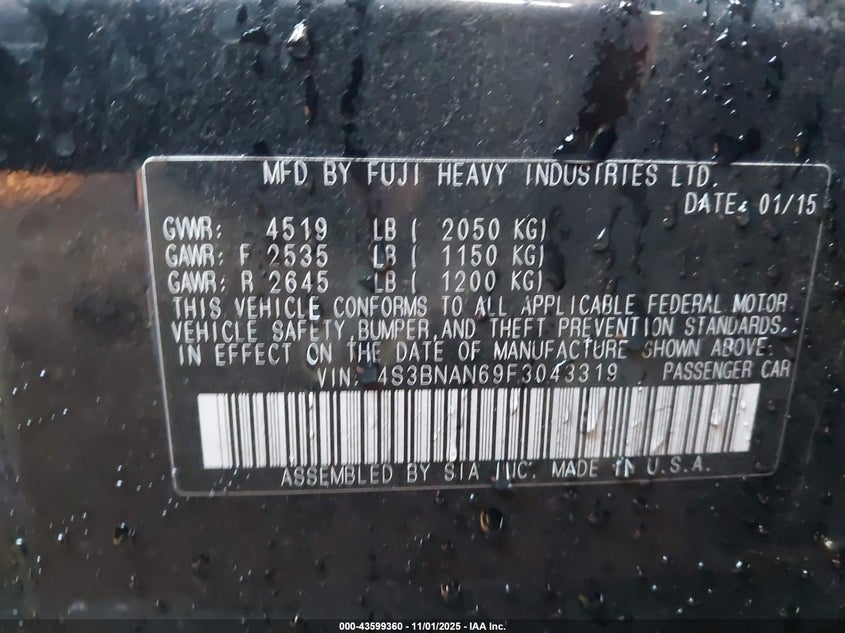 MFD BY FUJI HEAVY INDUSTRIES LTD.
DATE: 01/15
GVWR: 4519 LB ( 2050 KG)
GAWR: F 2535 LB ( 1150 KG)
GAWR: R 2645 LB ( 1200 KG)
THIS VEHICLE CONFORMS TO ALL APPLICABLE FEDERAL MOTOR
VEHICLE SAFETY, BUMPER, AND THEFT PREVENTION STANDARDS,
IN EFFECT ON THE DATE OF MANUFACTURE SHOWN ABOVE.
VIN: 4S3BNAN69F3043319 PASSENGER CAR
ASSEMBLED BY SIA INC. MADE IN U.S.A.
000-43599360 - 11/01/2025 - IAA Inc.